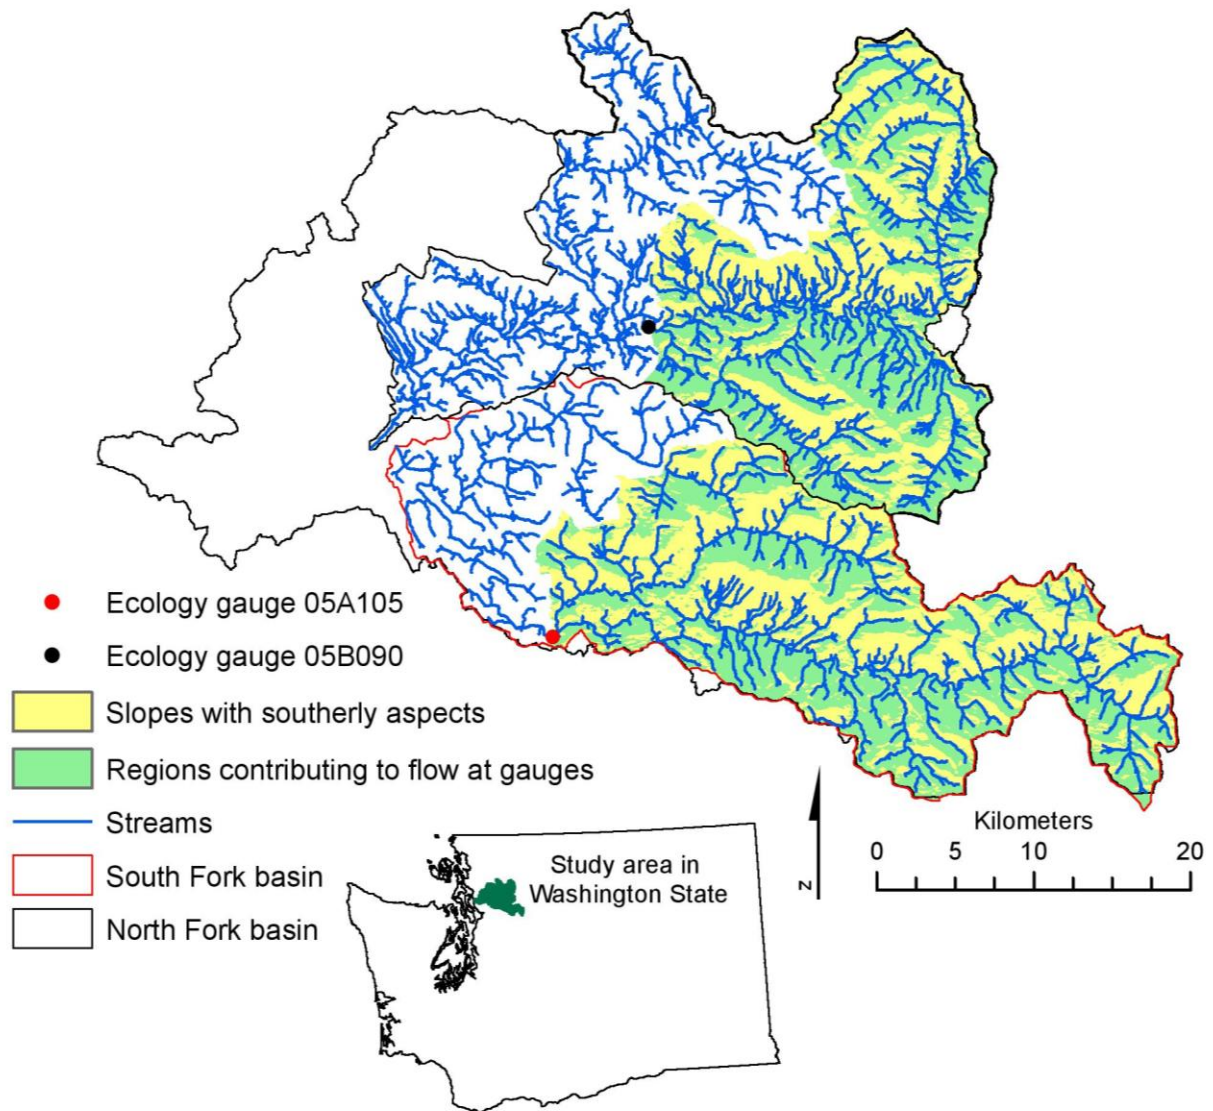 Ecology gauge 05A105
Ecology gauge 05B090
Slopes with southerly aspects
Regions contributing to flow at gauges
Streams
South Fork basin
North Fork basin
N
Kilometers
0 5 10 20
Study area in
Washington State